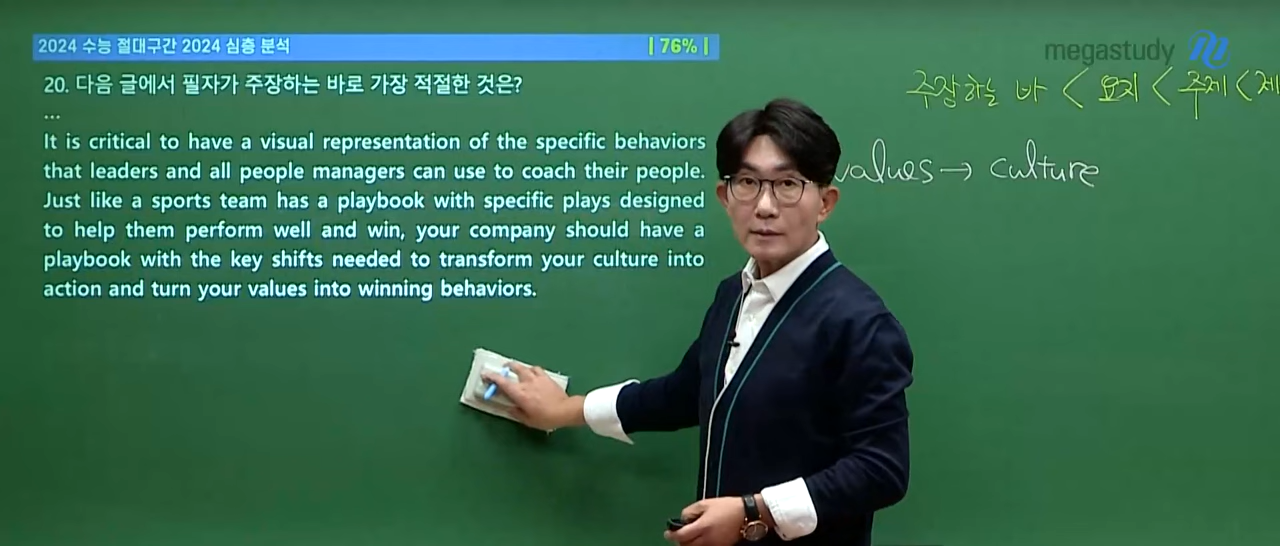 2024 수능 절대구간 2024 심층 분석 | 76% |
megastudy
20. 다음 글에서 필자가 주장하는 바로 가장 적절한 것은?
주장하는 바 < 요지 < 주제 < 제
...
It is critical to have a visual representation of the specific behaviors
that leaders and all people managers can use to coach their people.
values → culture
Just like a sports team has a playbook with specific plays designed
to help them perform well and win, your company should have a
playbook with the key shifts needed to transform your culture into
action and turn your values into winning behaviors.